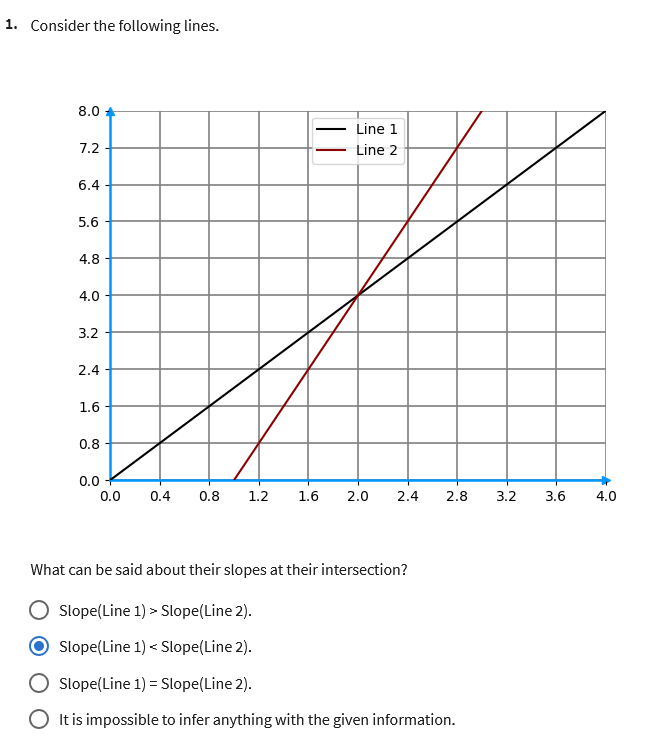 1. Consider the following lines.
8.0
Line 1
7.2
Line 2
6.4
5.6
4.8
4.0
3.2
2.4
1.6
0.8
0.0
0.0 0.4 0.8 1.2 1.6 2.0 2.4 2.8 3.2 3.6 4.0
What can be said about their slopes at their intersection?
Slope(Line 1) > Slope(Line 2).
Slope(Line 1) < Slope(Line 2).
Slope(Line 1) = Slope(Line 2).
It is impossible to infer anything with the given information.